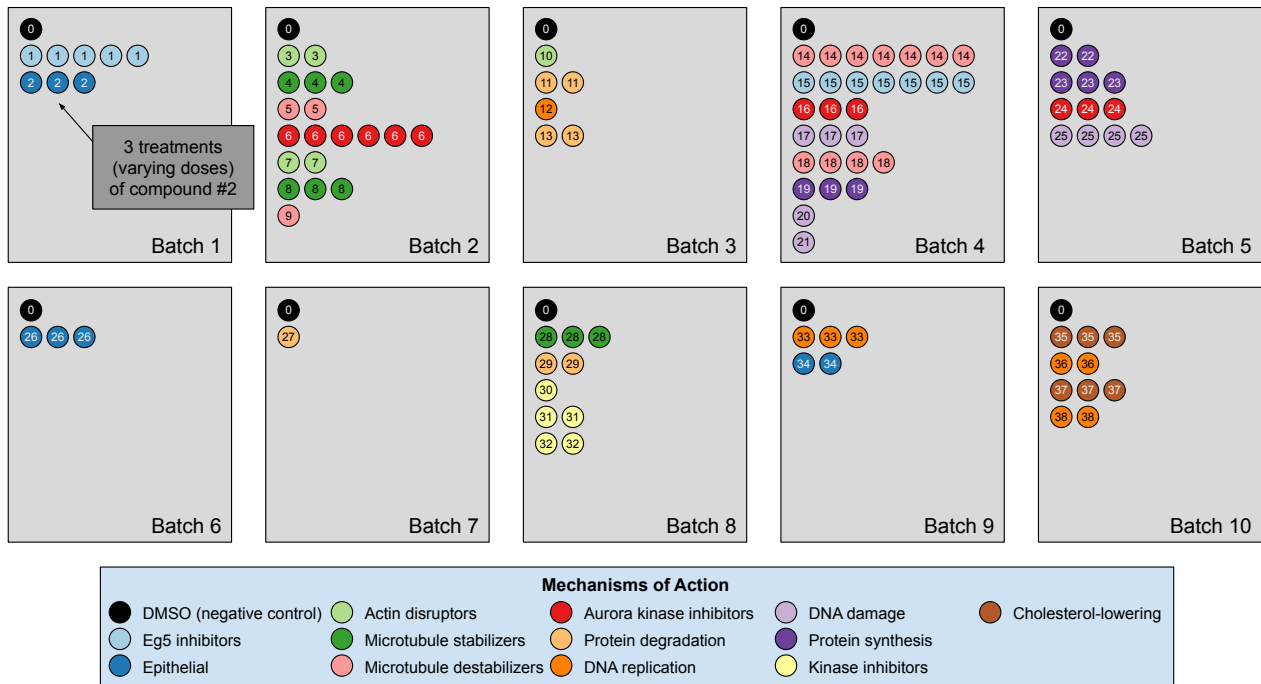 0
1 1 1 1 1
2 2 2
3 treatments
(varying doses)
of compound #2
Batch 1
0
3 3
4 4 4
5 5
6 6 6 6 6 6
7 7
8 8 8
9
Batch 2
0
10
11 11
12
13 13
Batch 3
0
14 14 14 14 14 14 14
15 15 15 15 15 15 15
16 16 16
17 17 17
18 18 18 18
19 19 19
20
21
Batch 4
0
22 22
23 23 23
24 24 24
25 25 25 25
Batch 5
0
26 26 26
Batch 6
0
27
Batch 7
0
28 28 28
29 29
30
31 31
32 32
Batch 8
0
33 33 33
34 34
Batch 9
0
35 35 35
36 36
37 37 37
38 38
Batch 10
Mechanisms of Action
DMSO (negative control) Actin disruptors Aurora kinase inhibitors DNA damage Cholesterol-lowering
Eg5 inhibitors Microtubule stabilizers Protein degradation Protein synthesis
Epithelial Microtubule destabilizers DNA replication Kinase inhibitors